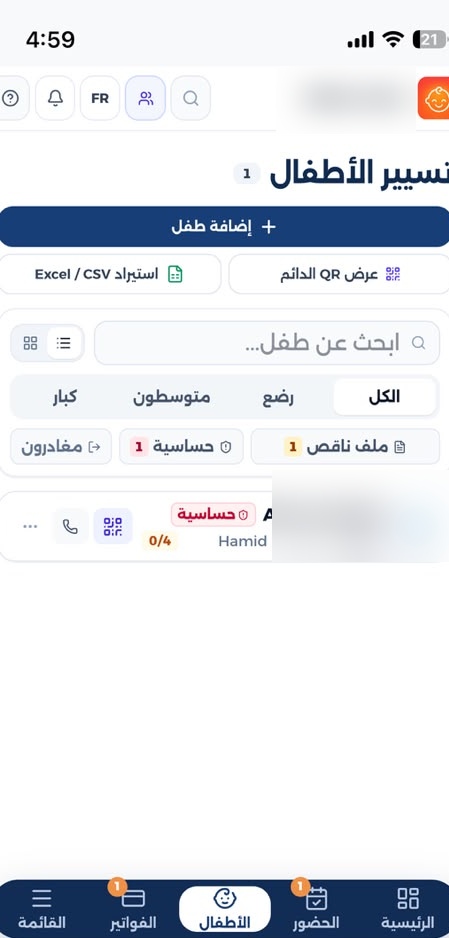 4:59
21
FR
تسيير الأطفال 1
+ إضافة طفل
عرض QR الدائم
استيراد Excel / CSV
ابحث عن طفل...
الكل
رضع
متوسطون
كبار
ملف ناقص 1
حساسية 1
مغادرون
A حساسية
Hamid 0/4
الرئيسية
1 الحضور
الأطفال
1 الفواتير
القائمة